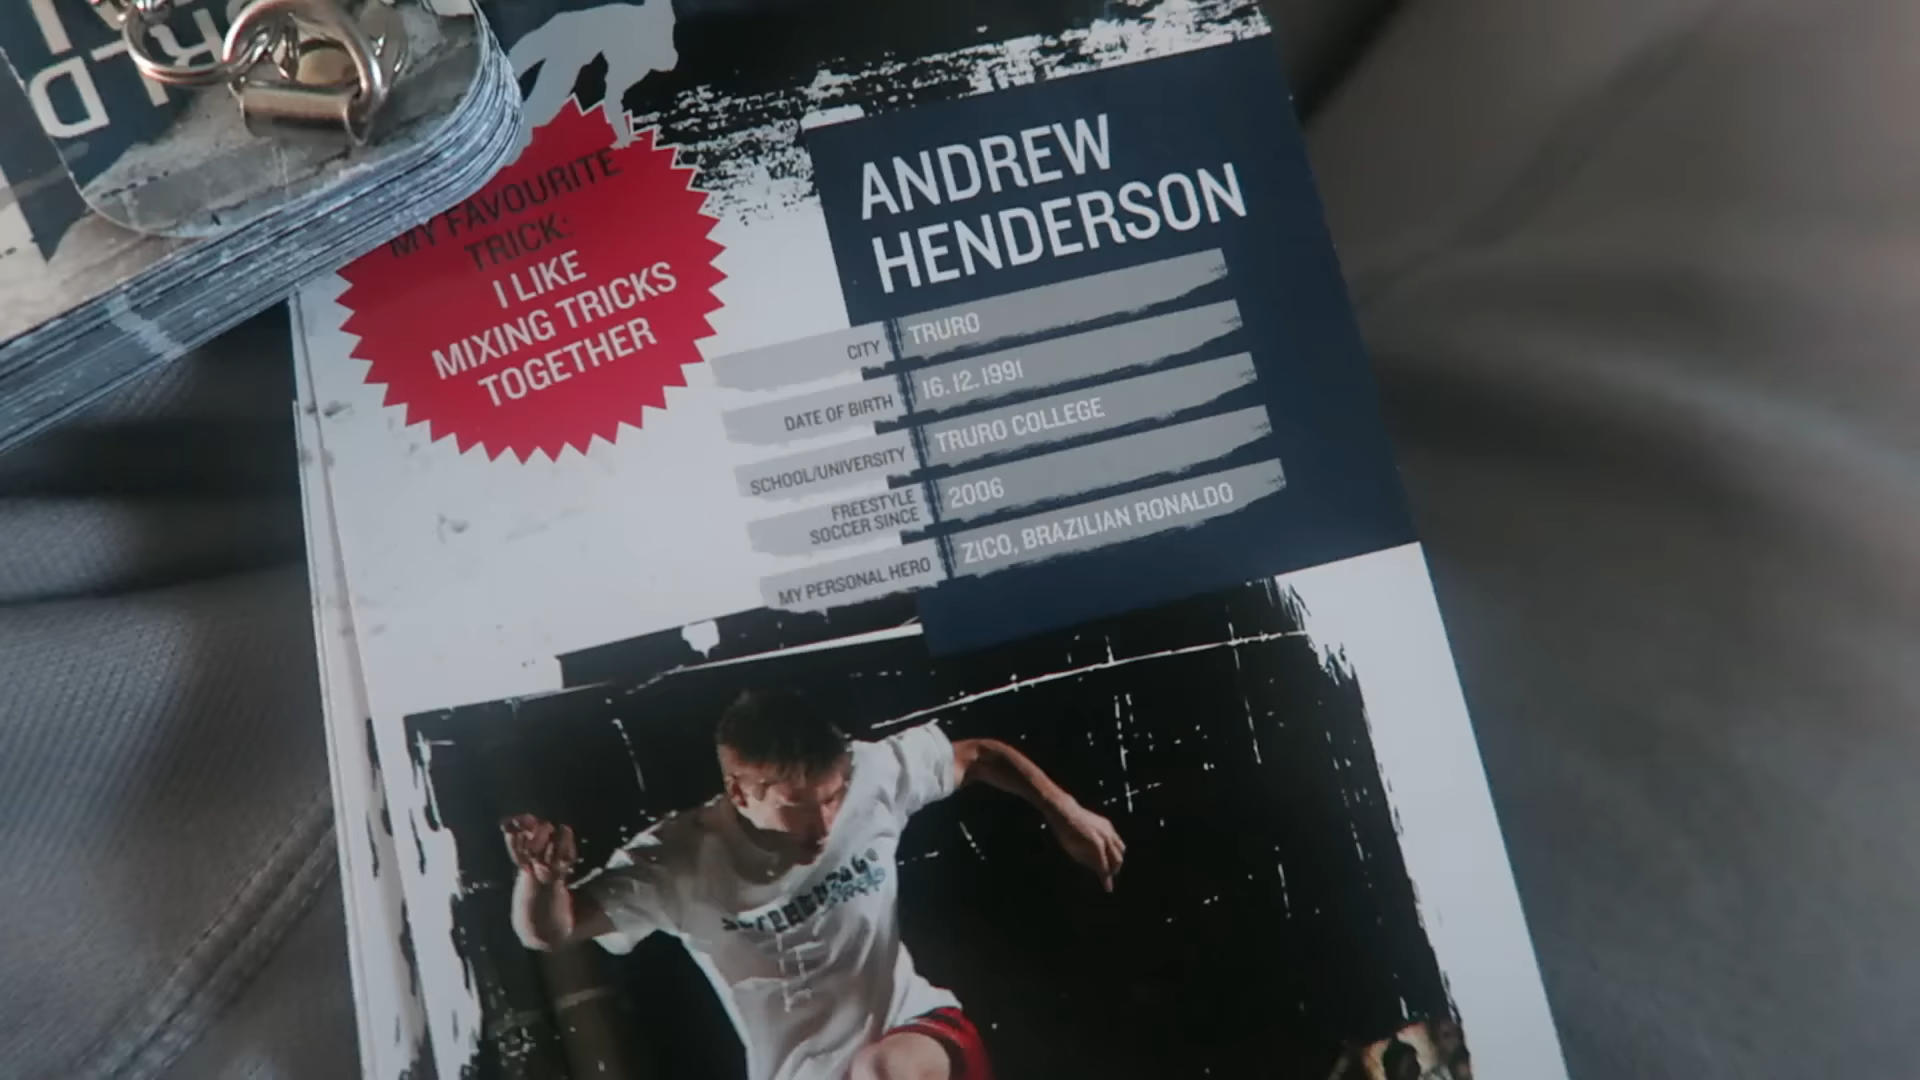 MY FAVOURITE
TRICK:
I LIKE
MIXING TRICKS
TOGETHER
ANDREW
HENDERSON
CITY TRURO
DATE OF BIRTH 16.12.1991
SCHOOL/UNIVERSITY TRURO COLLEGE
FREESTYLE
SOCCER SINCE 2006
MY PERSONAL HERO ZICO, BRAZILIAN RONALDO